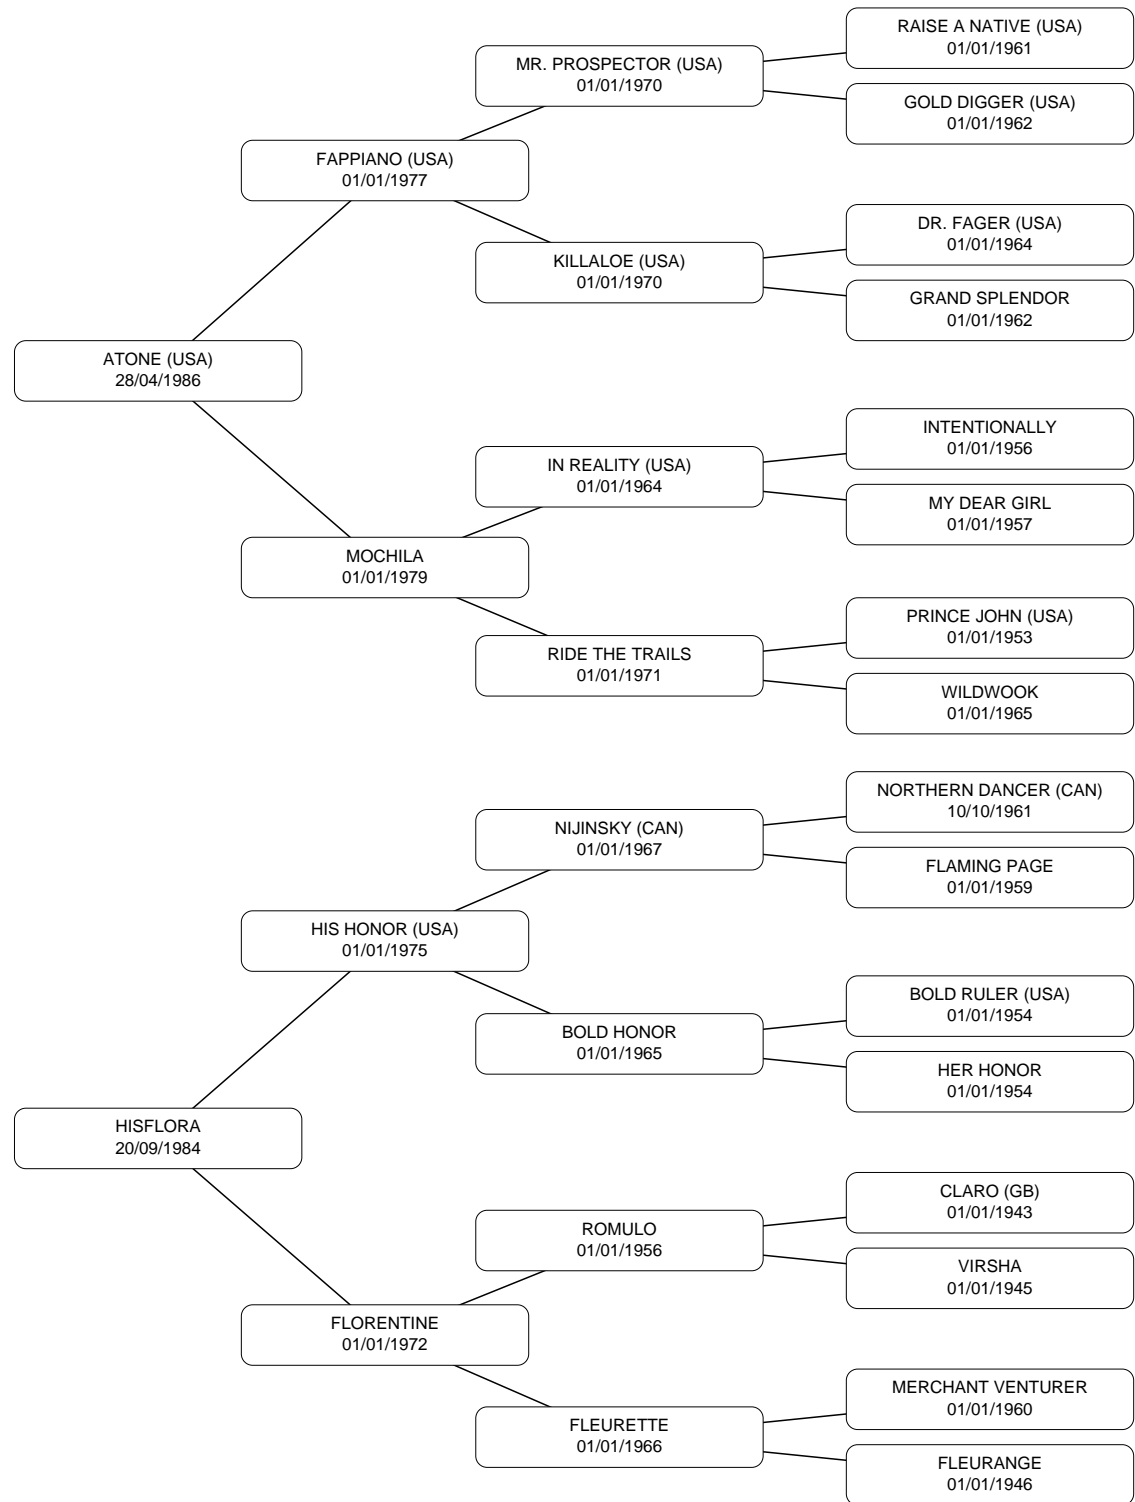 RAISE A NATIVE (USA)
01/01/1961
MR. PROSPECTOR (USA)
01/01/1970
GOLD DIGGER (USA)
01/01/1962
FAPPIANO (USA)
01/01/1977
DR. FAGER (USA)
01/01/1964
KILLALOE (USA)
01/01/1970
GRAND SPLENDOR
01/01/1962
ATONE (USA)
28/04/1986
INTENTIONALLY
01/01/1956
IN REALITY (USA)
01/01/1964
MY DEAR GIRL
01/01/1957
MOCHILA
01/01/1979
PRINCE JOHN (USA)
01/01/1953
RIDE THE TRAILS
01/01/1971
WILDWOOK
01/01/1965
NORTHERN DANCER (CAN)
10/10/1961
NIJINSKY (CAN)
01/01/1967
FLAMING PAGE
01/01/1959
HIS HONOR (USA)
01/01/1975
BOLD RULER (USA)
01/01/1954
BOLD HONOR
01/01/1965
HER HONOR
01/01/1954
HISFLORA
20/09/1984
CLARO (GB)
01/01/1943
ROMULO
01/01/1956
VIRSHA
01/01/1945
FLORENTINE
01/01/1972
MERCHANT VENTURER
01/01/1960
FLEURETTE
01/01/1966
FLEURANGE
01/01/1946